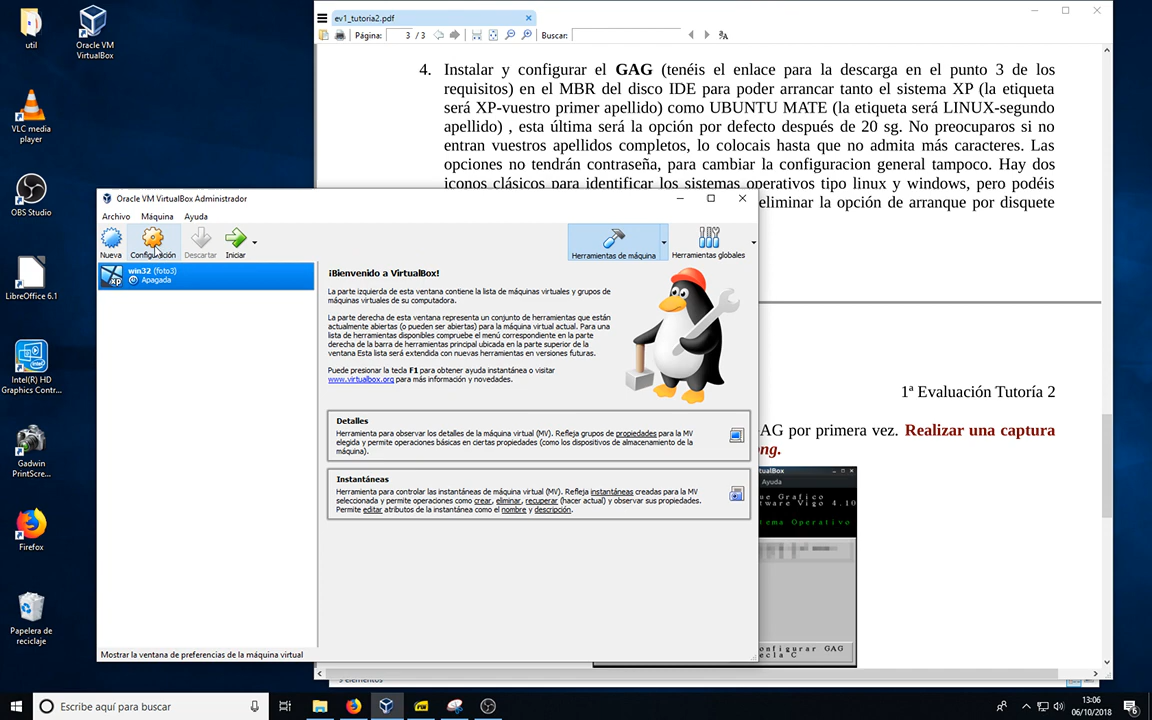 util
Oracle VM
VirtualBox
VLC media
player
OBS Studio
LibreOffice 6.1
Intel(R) HD
Graphics Contr...
Gadwin
PrintScre...
Firefox
Papelera de
reciclaje
ev1_tutoria2.pdf
Página: 3 / 3 Buscar:
4. Instalar y configurar el GAG (tenéis el enlace para la descarga en el punto 3 de los
requisitos) en el MBR del disco IDE para poder arrancar tanto el sistema XP (la etiqueta
será XP-vuestro primer apellido) como UBUNTU MATE (la etiqueta será LINUX-segundo
apellido) , esta última será la opción por defecto después de 20 sg. No preocuparos si no
entran vuestros apellidos completos, lo colocais hasta que no admita más caracteres. Las
opciones no tendrán contraseña, para cambiar la configuracion general tampoco. Hay dos
iconos clásicos para identificar los sistemas operativos tipo linux y windows, pero podéis
eliminar la opción de arranque por disquete
Oracle VM VirtualBox Administrador
Archivo Máquina Ayuda
Nueva Configuración Descartar Iniciar
Herramientas de máquina Herramientas globales
win32 (foto3)
Apagada
¡Bienvenido a VirtualBox!
La parte izquierda de esta ventana contiene la lista de máquinas virtuales y grupos de
máquinas virtuales de su computadora.
La parte derecha de esta ventana representa un conjunto de herramientas que están
actualmente abiertas (o pueden ser abiertas) para la máquina virtual actual. Para una
lista de herramientas disponibles compruebe el menú correspondiente en la parte
derecha de la barra de herramientas principal ubicada en la parte superior de la
ventana Esta lista será extendida con nuevas herramientas en versiones futuras.
Puede presionar la tecla F1 para obtener ayuda instantánea o visitar
www.virtualbox.org para más información y novedades.
Detalles
Herramienta para observar los detalles de la máquina virtual (MV). Refleja grupos de propiedades para la MV
elegida y permite operaciones básicas en ciertas propiedades (como los dispositivos de almacenamiento de la
máquina).
Instantáneas
Herramienta para controlar las instantáneas de máquina virtual (MV). Refleja instantáneas creadas para la MV
seleccionada y permite operaciones como crear, eliminar, recuperar (hacer actual) y observar sus propiedades.
Permite editar atributos de la instantánea como el nombre y descripción.
Mostrar la ventana de preferencias de la máquina virtual
1ª Evaluación Tutoría 2
AG por primera vez. Realizar una captura
ong.
tualBox
Ayuda
ue Grafico
tware Vigo 4.10
tema Operativo
onfigurar GAG
ecla C
elementos
Escribe aquí para buscar
13:06
06/10/2018
6